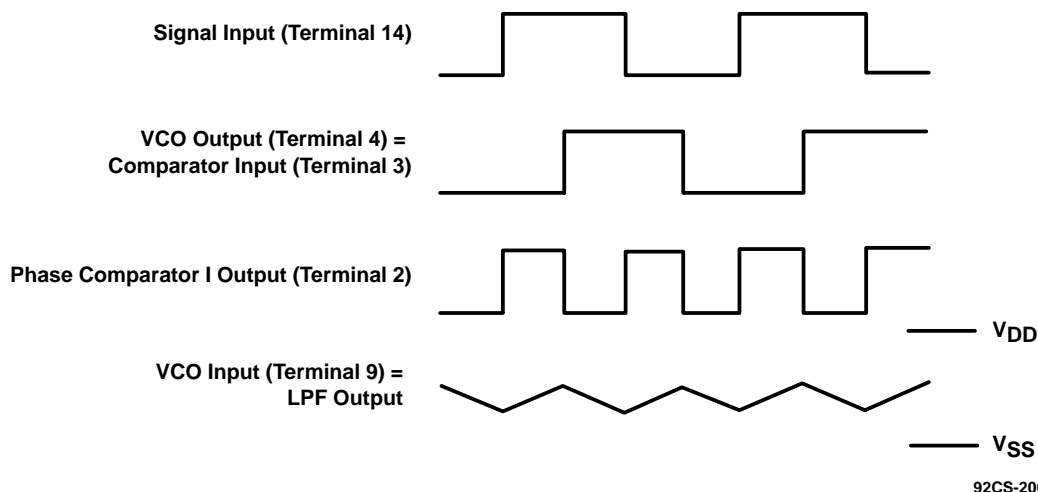 Signal Input (Terminal 14)
VCO Output (Terminal 4) =
Comparator Input (Terminal 3)
Phase Comparator I Output (Terminal 2)
VDD
VCO Input (Terminal 9) =
LPF Output
VSS